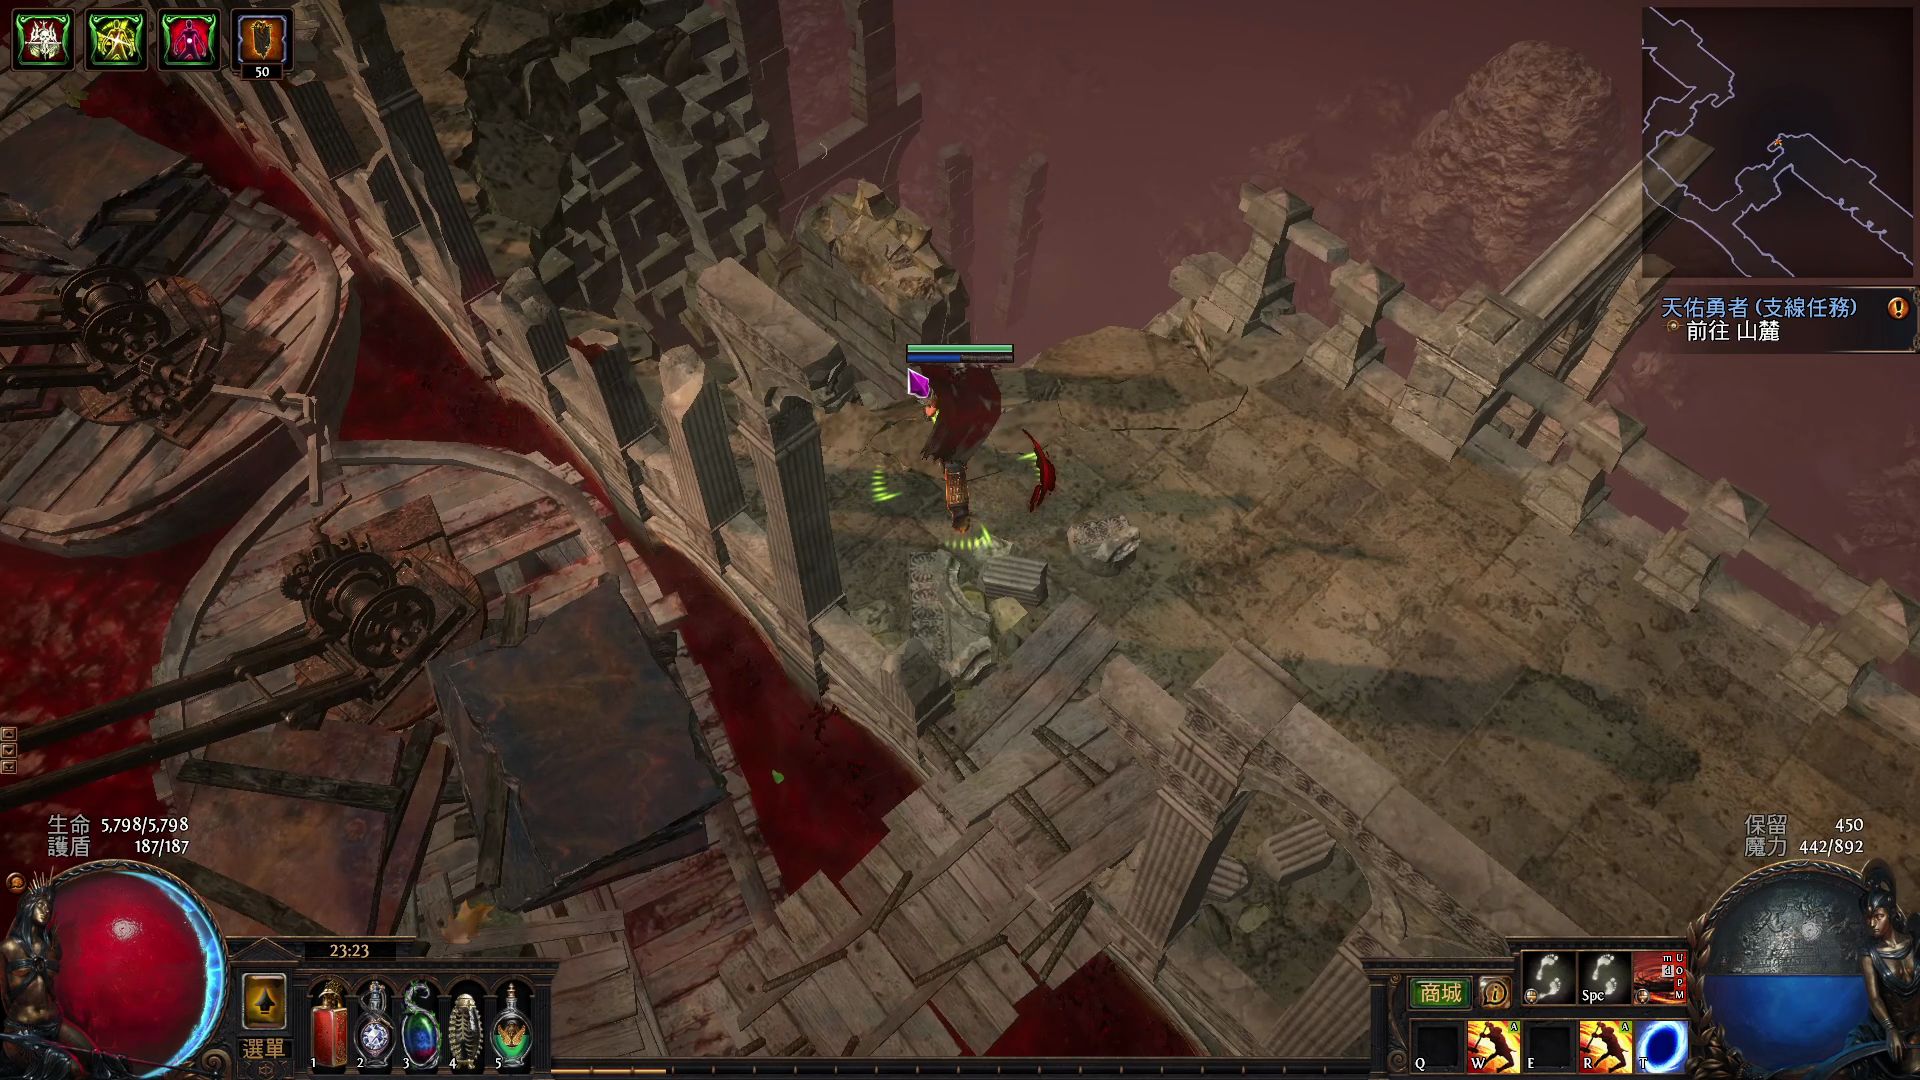 50
天佑勇者 (支線任務)
前往 山麓
生命 5,798/5,798
護盾 187/187
保留 450
魔力 442/892
23:23
選單
1 2 3 4 5
商城
Spc
m U
d O
P
M
Q W A E R A T